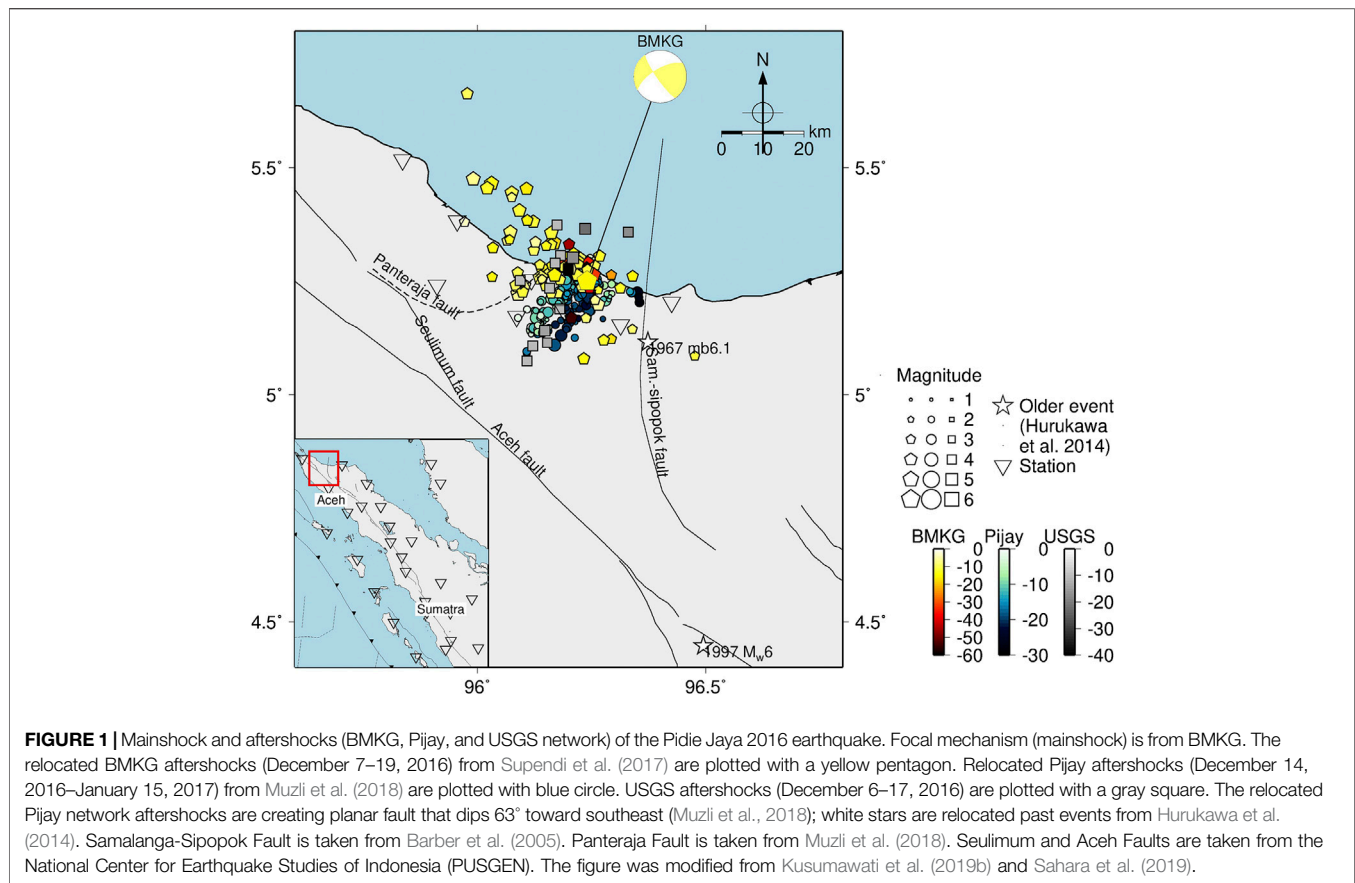 BMKG
N
km
0 10 20
5.5°
5.5°
Panteraja fault
Seulimum fault
1967 mb6.1
Sam.-sipopok fault
5°
5°
Aceh fault
Magnitude
1
2
3
4
5
6
Older event
(Hurukawa
et al. 2014)
Station
Aceh
Sumatra
BMKG Pijay USGS
0 0 0
-10
-20
-30
-40
-50
-60
-10
-20
-30
-10
-20
-30
-40
4.5°
4.5°
1997 Mw6
96° 96.5°
FIGURE 1 | Mainshock and aftershocks (BMKG, Pijay, and USGS network) of the Pidie Jaya 2016 earthquake. Focal mechanism (mainshock) is from BMKG. The
relocated BMKG aftershocks (December 7–19, 2016) from Supendi et al. (2017) are plotted with a yellow pentagon. Relocated Pijay aftershocks (December 14,
2016–January 15, 2017) from Muzli et al. (2018) are plotted with blue circle. USGS aftershocks (December 6–17, 2016) are plotted with a gray square. The relocated
Pijay network aftershocks are creating planar fault that dips 63° toward southeast (Muzli et al., 2018); white stars are relocated past events from Hurukawa et al.
(2014). Samalanga-Sipopok Fault is taken from Barber et al. (2005). Panteraja Fault is taken from Muzli et al. (2018). Seulimum and Aceh Faults are taken from the
National Center for Earthquake Studies of Indonesia (PUSGEN). The figure was modified from Kusumawati et al. (2019b) and Sahara et al. (2019).